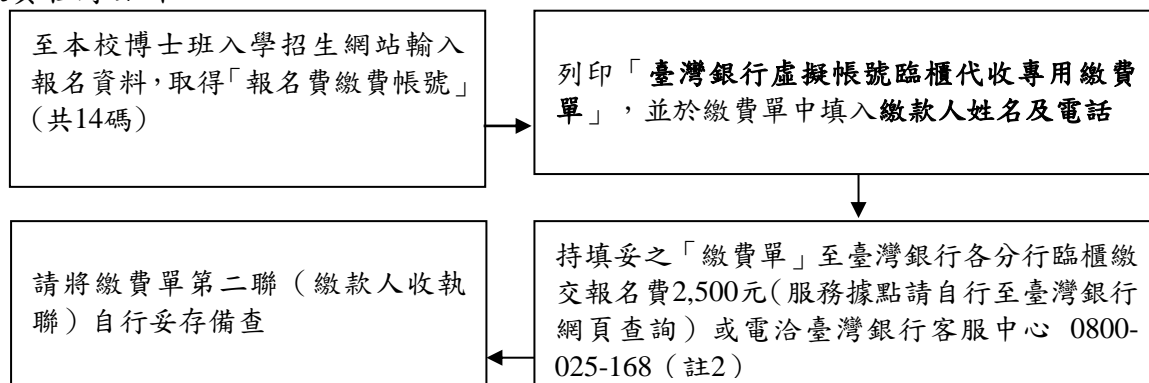 至本校博士班入學招生網站輸入
報名資料，取得「報名費繳費帳號」
（共14碼）
列印「臺灣銀行虛擬帳號臨櫃代收專用繳費
單」，並於繳費單中填入繳款人姓名及電話
持填妥之「繳費單」至臺灣銀行各分行臨櫃繳
交報名費2,500元（服務據點請自行至臺灣銀行
網頁查詢）或電洽臺灣銀行客服中心 0800-
025-168（註2）
請將繳費單第二聯（繳款人收執
聯）自行妥存備查